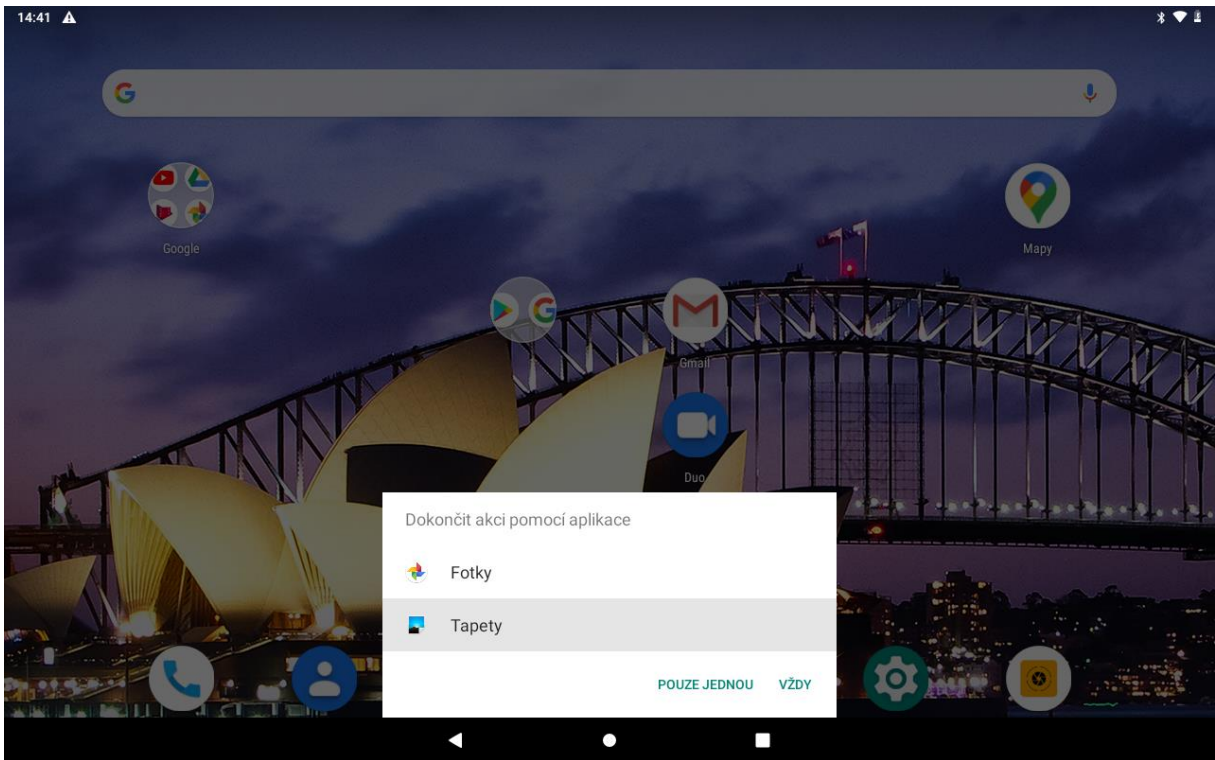 14:41
Google
Mapy
Gmail
Duo
Dokončit akci pomocí aplikace
Fotky
Tapety
POUZE JEDNOU VŽDY